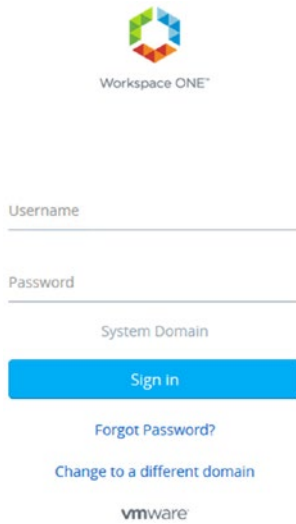 Workspace ONE™
Username
Password
System Domain
Sign in
Forgot Password?
Change to a different domain
vmware